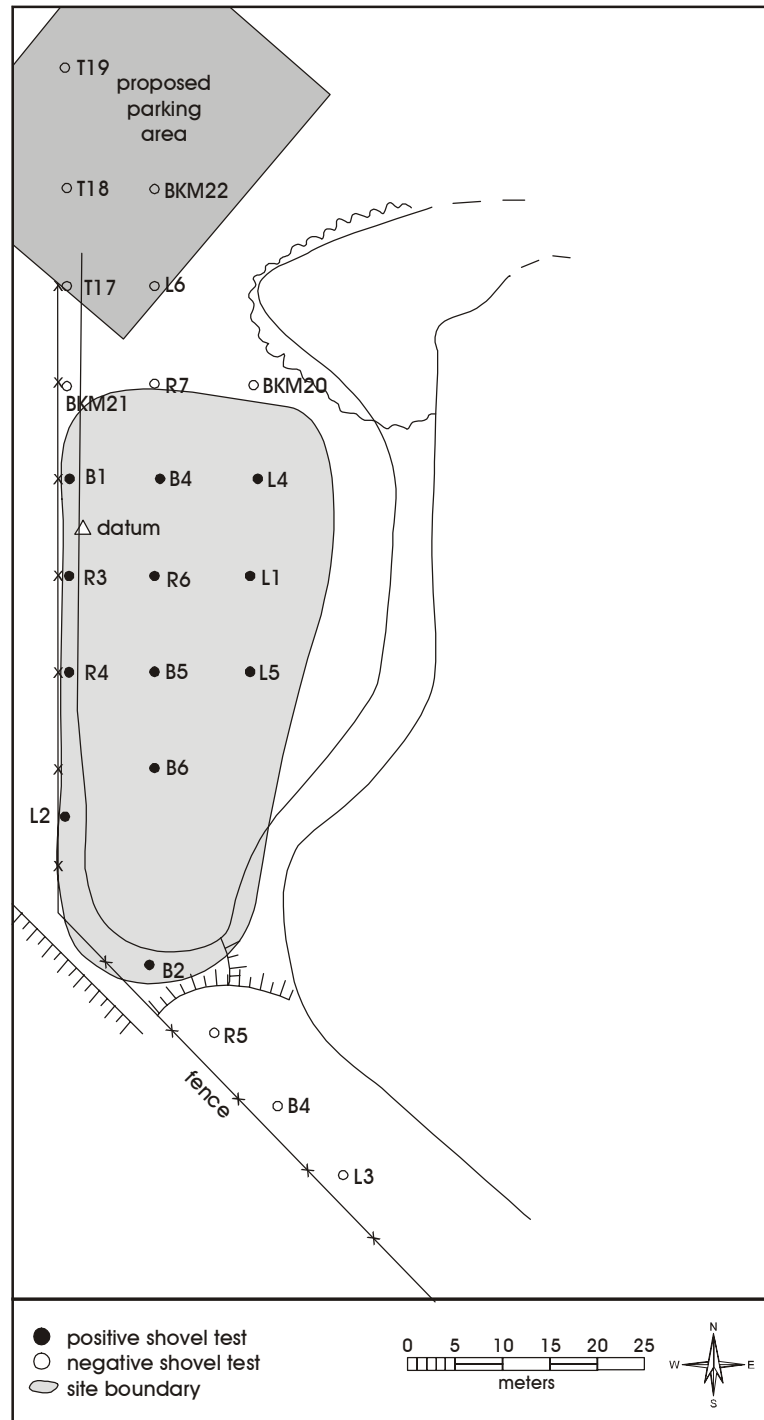 T19
proposed
parking
area
T18
BKM22
T17
L6
R7
BKM20
BKM21
B1
B4
L4
datum
R3
R6
L1
R4
B5
L5
B6
L2
B2
R5
fence
B4
L3
positive shovel test
negative shovel test
site boundary
0 5 10 15 20 25
meters
N
W E
S